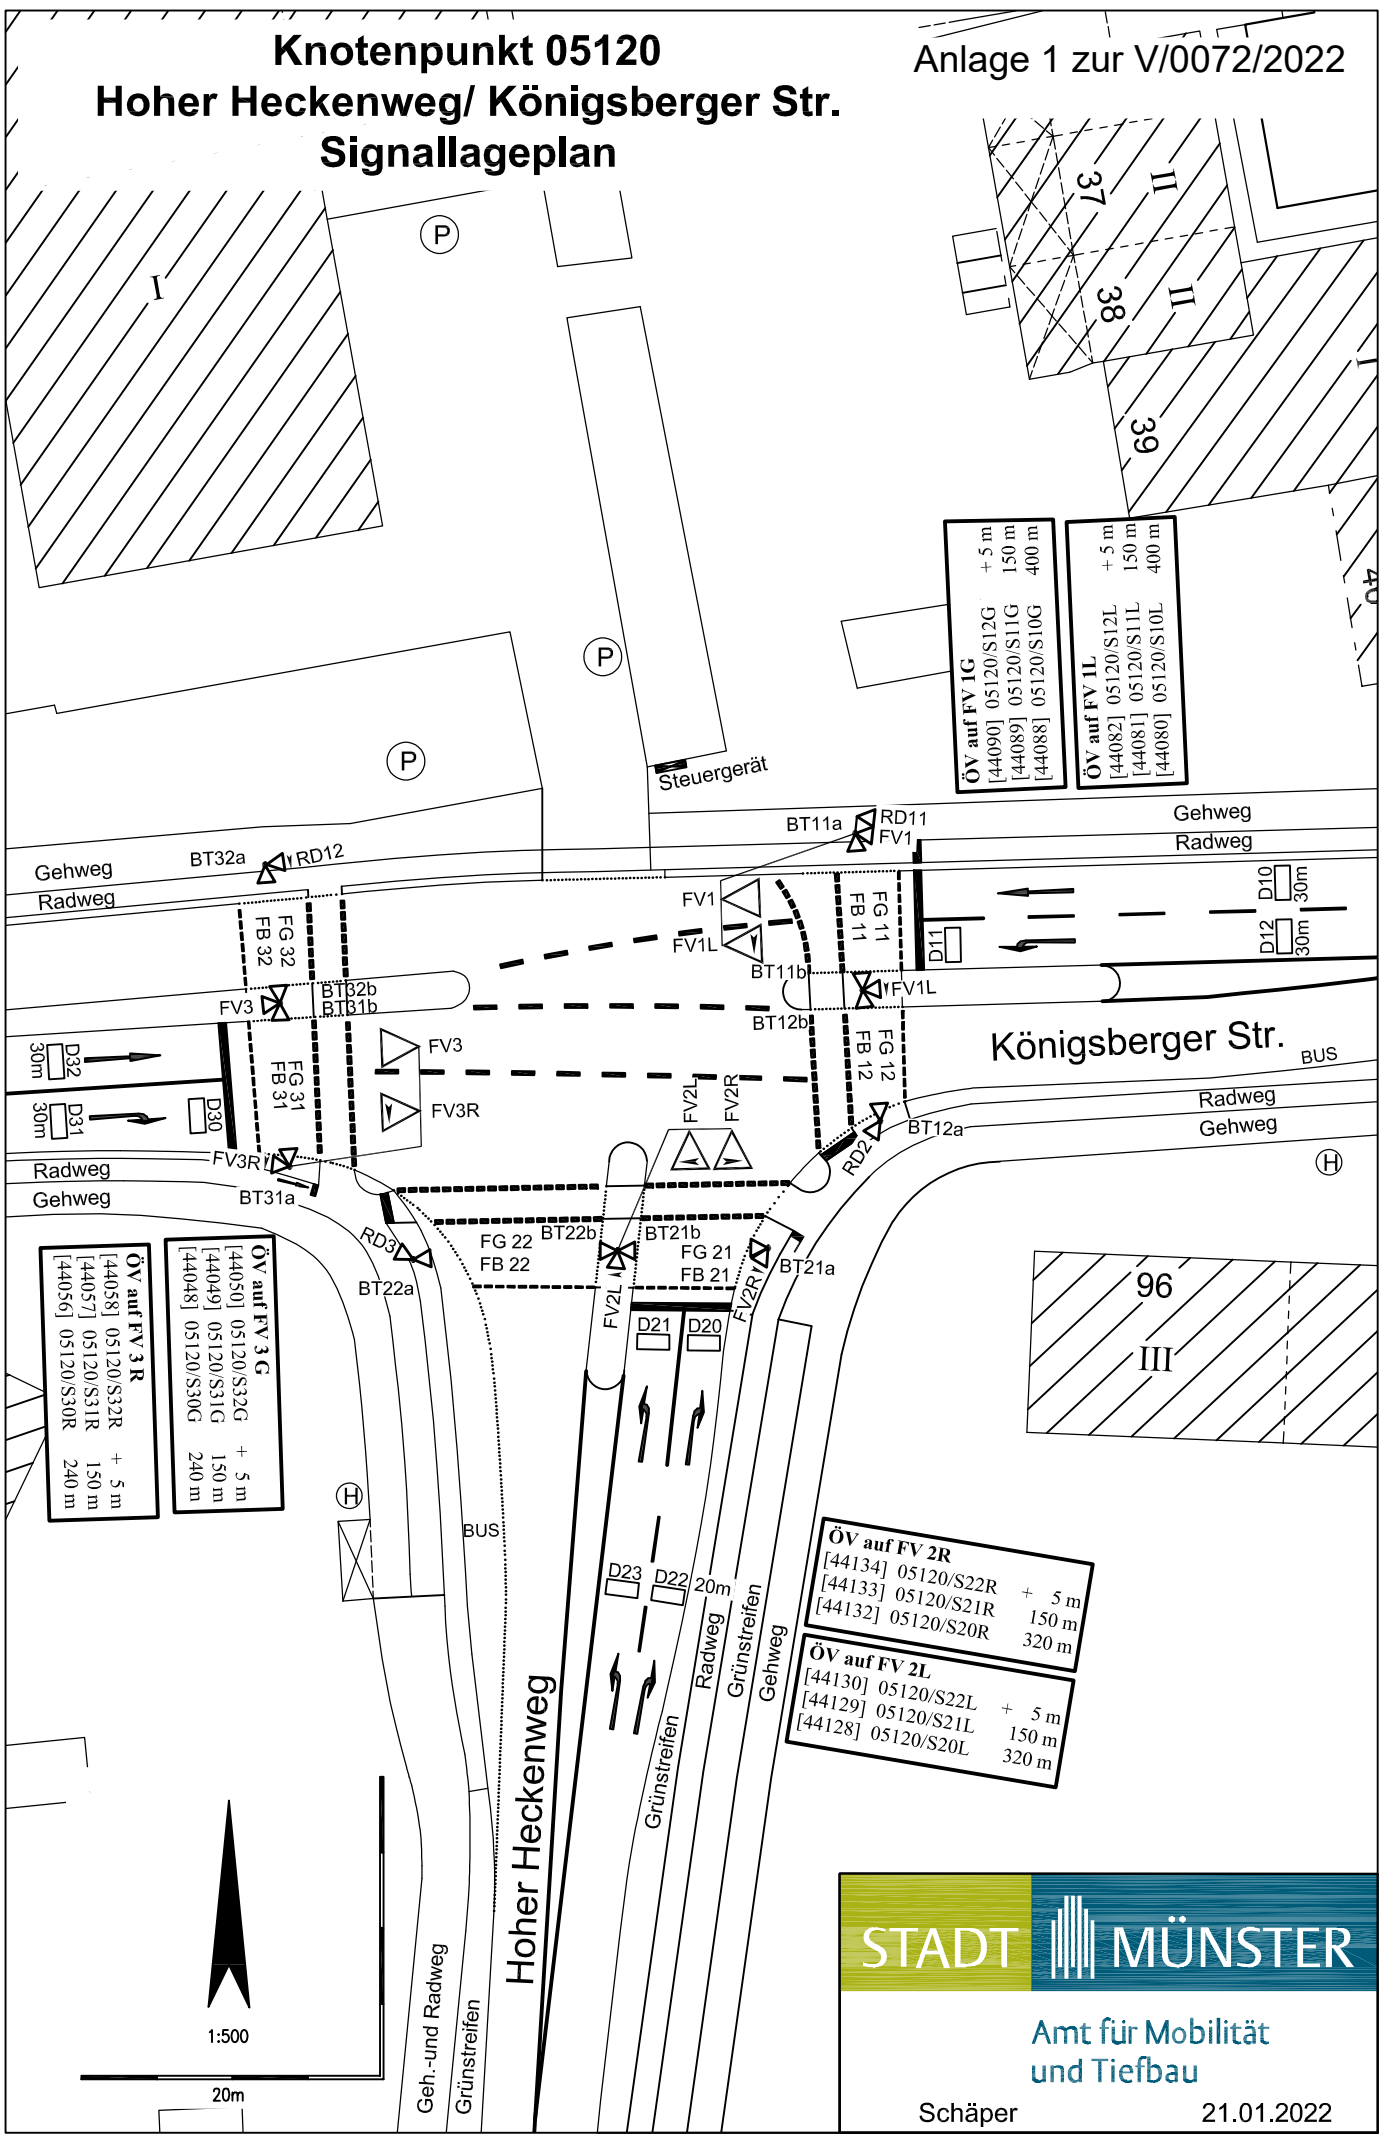 Knotenpunkt 05120
Hoher Heckenweg/ Königsberger Str.
Signallageplan
Anlage 1 zur V/0072/2022
P
I
37
II
38
II
39
I
40
P
P
Steuergerät
ÖV auf FV 1G
[44090] 05120/S12G + 5 m
[44089] 05120/S11G 150 m
[44088] 05120/S10G 400 m
ÖV auf FV 1L
[44082] 05120/S12L + 5 m
[44081] 05120/S11L 150 m
[44080] 05120/S10L 400 m
Gehweg
Radweg
BT32a
RD12
BT11a
RD11
FV1
Gehweg
Radweg
FG 32
FB 32
FV1
FV1L
FG 11
FB 11
D11
D10
30m
D12
30m
FV3
BT32b
BT31b
BT11b
BT12b
FV1L
Königsberger Str.
BUS
D32
30m
D31
30m
D30
FG 31
FB 31
FV3
FV3R
FV2L
FV2R
FG 12
FB 12
BT12a
RD2
Radweg
Gehweg
H
Radweg
Gehweg
FV3R
BT31a
RD3
BT22a
FG 22
FB 22
BT22b
BT21b
FG 21
FB 21
FV2L
FV2R
BT21a
D21
D20
96
III
ÖV auf FV 3 G
[44050] 05120/S32G + 5 m
[44049] 05120/S31G 150 m
[44048] 05120/S30G 240 m
ÖV auf FV 3 R
[44058] 05120/S32R + 5 m
[44057] 05120/S31R 150 m
[44056] 05120/S30R 240 m
H
BUS
D23
D22
20m
ÖV auf FV 2R
[44134] 05120/S22R + 5 m
[44133] 05120/S21R 150 m
[44132] 05120/S20R 320 m
ÖV auf FV 2L
[44130] 05120/S22L + 5 m
[44129] 05120/S21L 150 m
[44128] 05120/S20L 320 m
Radweg
Grünstreifen
Gehweg
Grünstreifen
Hoher Heckenweg
Geh.-und Radweg
Grünstreifen
1:500
20m
STADT MÜNSTER
Amt für Mobilität
und Tiefbau
Schäper 21.01.2022